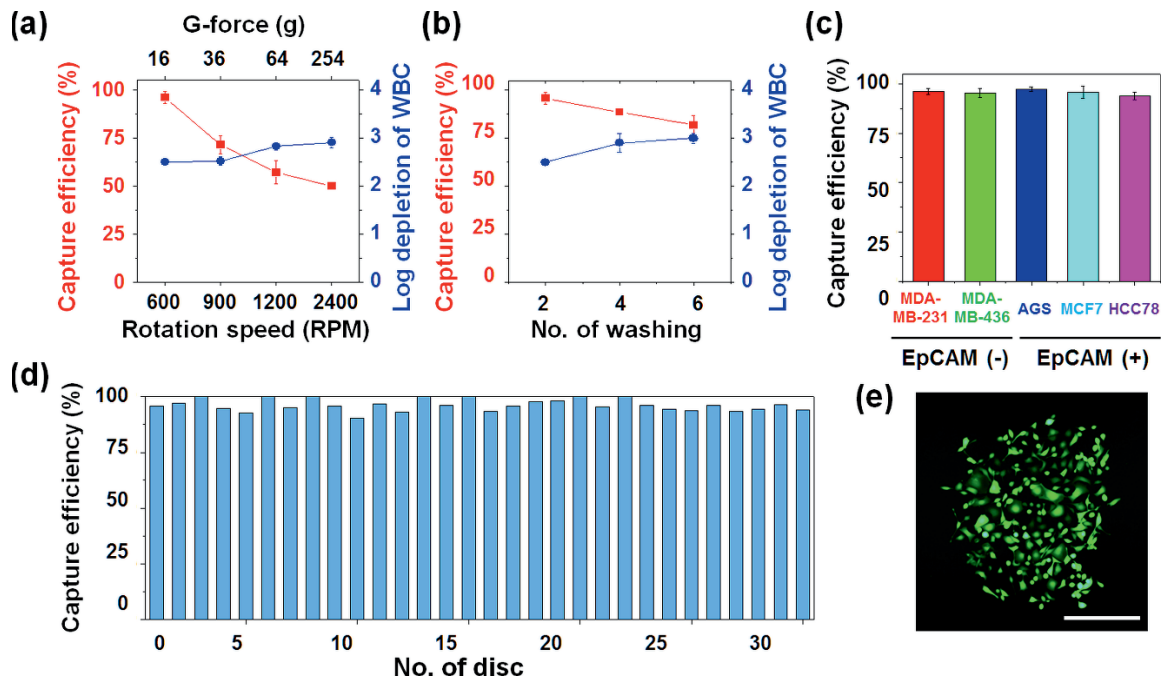 (a)
G-force (g)
16 36 64 254
Capture efficiency (%)
100
75
50
25
0
4
3
2
1
0
Log depletion of WBC
600 900 1200 2400
Rotation speed (RPM)
(b)
Capture efficiency (%)
100
75
50
25
0
4
3
2
1
0
Log depletion of WBC
2 4 6
No. of washing
(c)
Capture efficiency (%)
100
75
50
25
0
MDA-
MB-231
MDA-
MB-436
AGS MCF7 HCC78
EpCAM (-) EpCAM (+)
(d)
Capture efficiency (%)
100
75
50
25
0
0 5 10 15 20 25 30
No. of disc
(e)